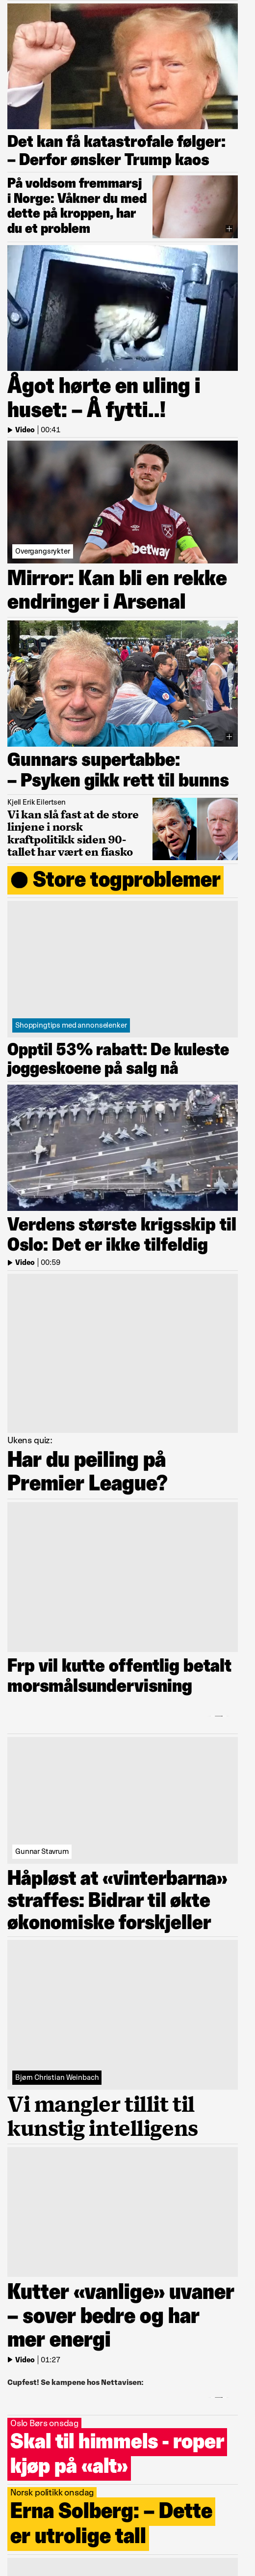 Det kan få katastrofale følger:
– Derfor ønsker Trump kaos
På voldsom fremmarsj
i Norge: Våkner du med
dette på kroppen, har
du et problem
Ågot hørte en uling i
huset: – Å fytti..!
Video | 00:41
Betway
Overgangsrykter
Mirror: Kan bli en rekke
endringer i Arsenal
Gunnars supertabbe:
– Psyken gikk rett til bunns
Kjell Erik Eilertsen
Vi kan slå fast at de store
linjene i norsk
kraftpolitikk siden 90-
tallet har vært en fiasko
● Store togproblemer
Shoppingtips med annonselenker
Opptil 53% rabatt: De kuleste
joggeskoene på salg nå
Verdens største krigsskip til
Oslo: Det er ikke tilfeldig
Video | 00:59
Ukens quiz:
Har du peiling på
Premier League?
Frp vil kutte offentlig betalt
morsmålsundervisning
Gunnar Stavrum
Håpløst at «vinterbarna»
straffes: Bidrar til økte
økonomiske forskjeller
Bjørn Christian Weinbach
Vi mangler tillit til
kunstig intelligens
Kutter «vanlige» uvaner
– sover bedre og har
mer energi
Video | 01:27
Cupfest! Se kampene hos Nettavisen:
Oslo Børs onsdag
Skal til himmels - roper
kjøp på «alt»
Norsk politikk onsdag
Erna Solberg: – Dette
er utrolige tall